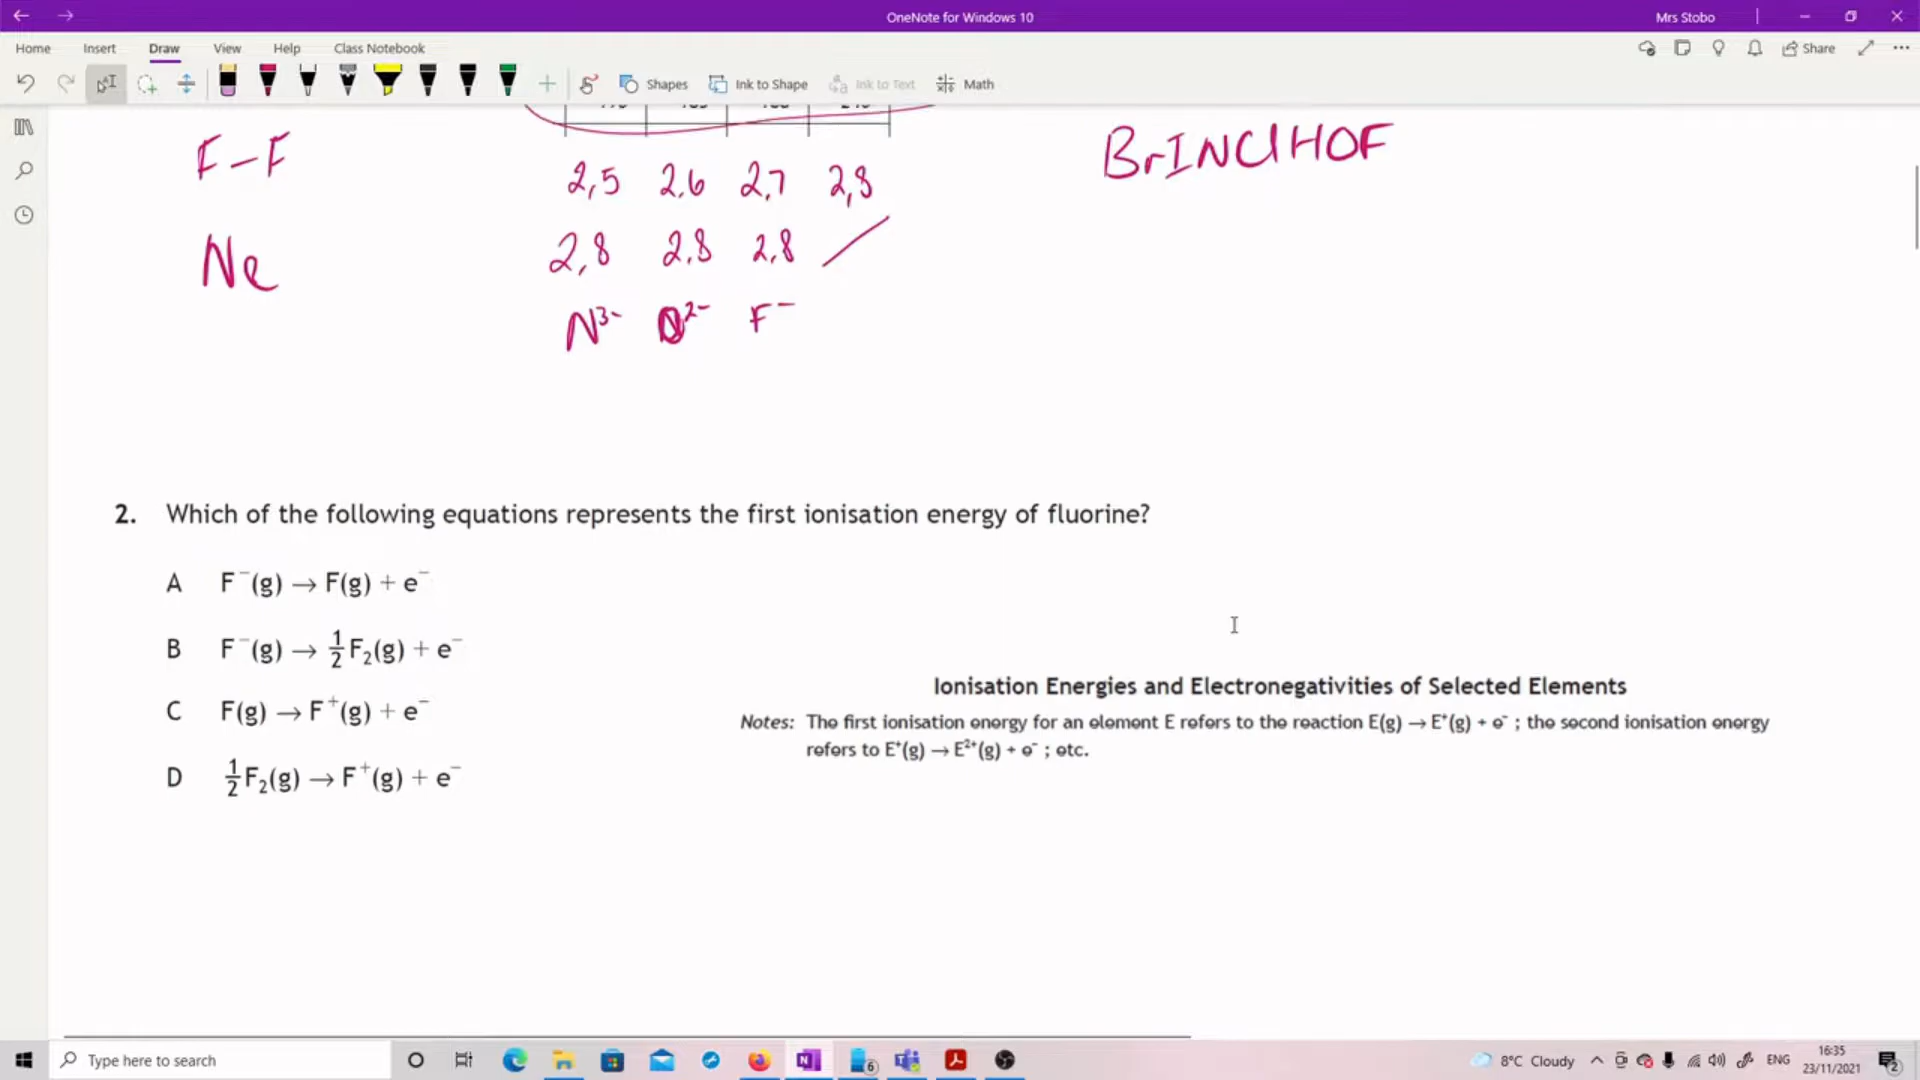 OneNote for Windows 10
Mrs Stobo
Home Insert Draw View Help Class Notebook
Share
Shapes Ink to Shape Ink to Text Math
F–F
BrINClHOF
2,5 2,6 2,7 2,8
Ne
2,8 2,8 2,8
N³⁻ O²⁻ F⁻
2. Which of the following equations represents the first ionisation energy of fluorine?
A F⁻(g) → F(g) + e⁻
B F⁻(g) → ½F₂(g) + e⁻
C F(g) → F⁺(g) + e⁻
D ½F₂(g) → F⁺(g) + e⁻
Ionisation Energies and Electronegativities of Selected Elements
Notes: The first ionisation energy for an element E refers to the reaction E(g) → E⁺(g) + e⁻ ; the second ionisation energy
refers to E⁺(g) → E²⁺(g) + e⁻ ; etc.
Type here to search
6
8°C Cloudy
ENG
16:35
23/11/2021
2